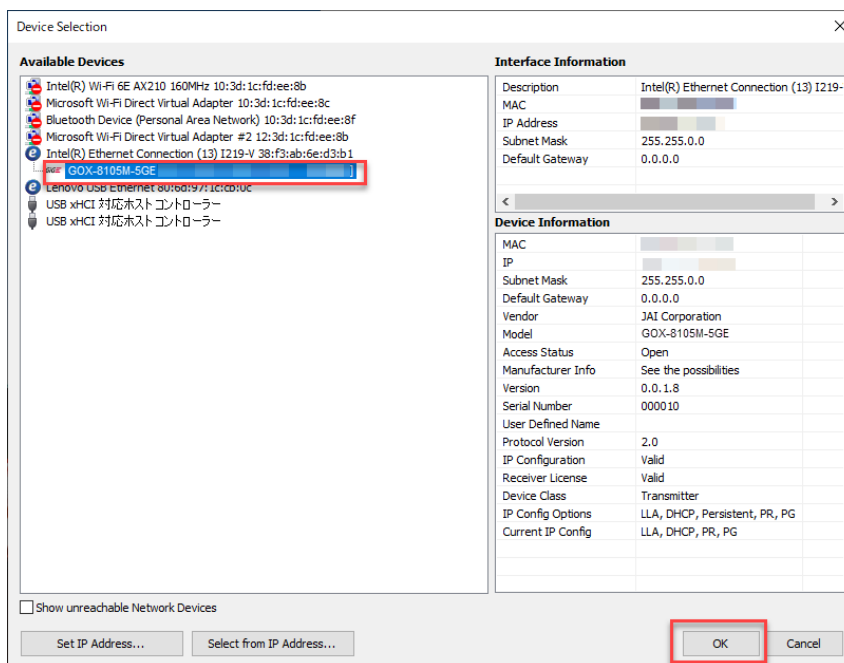 Device Selection
Available Devices
Intel(R) Wi-Fi 6E AX210 160MHz 10:3d:1c:fd:ee:8b
Microsoft Wi-Fi Direct Virtual Adapter 10:3d:1c:fd:ee:8c
Bluetooth Device (Personal Area Network) 10:3d:1c:fd:ee:8f
Microsoft Wi-Fi Direct Virtual Adapter #2 12:3d:1c:fd:ee:8b
Intel(R) Ethernet Connection (13) I219-V 38:f3:ab:6e:d3:b1
GOX-8105M-5GE ]
Lenovo USB Ethernet 80:6d:97:1c:cb:0c
USB xHCI 対応ホスト コントローラー
USB xHCI 対応ホスト コントローラー
Interface Information
Description Intel(R) Ethernet Connection (13) I219-
MAC
IP Address
Subnet Mask 255.255.0.0
Default Gateway 0.0.0.0
Device Information
MAC
IP
Subnet Mask 255.255.0.0
Default Gateway 0.0.0.0
Vendor JAI Corporation
Model GOX-8105M-5GE
Access Status Open
Manufacturer Info See the possibilities
Version 0.0.1.8
Serial Number 000010
User Defined Name
Protocol Version 2.0
IP Configuration Valid
Receiver License Valid
Device Class Transmitter
IP Config Options LLA, DHCP, Persistent, PR, PG
Current IP Config LLA, DHCP, PR, PG
Show unreachable Network Devices
Set IP Address... Select from IP Address... OK Cancel